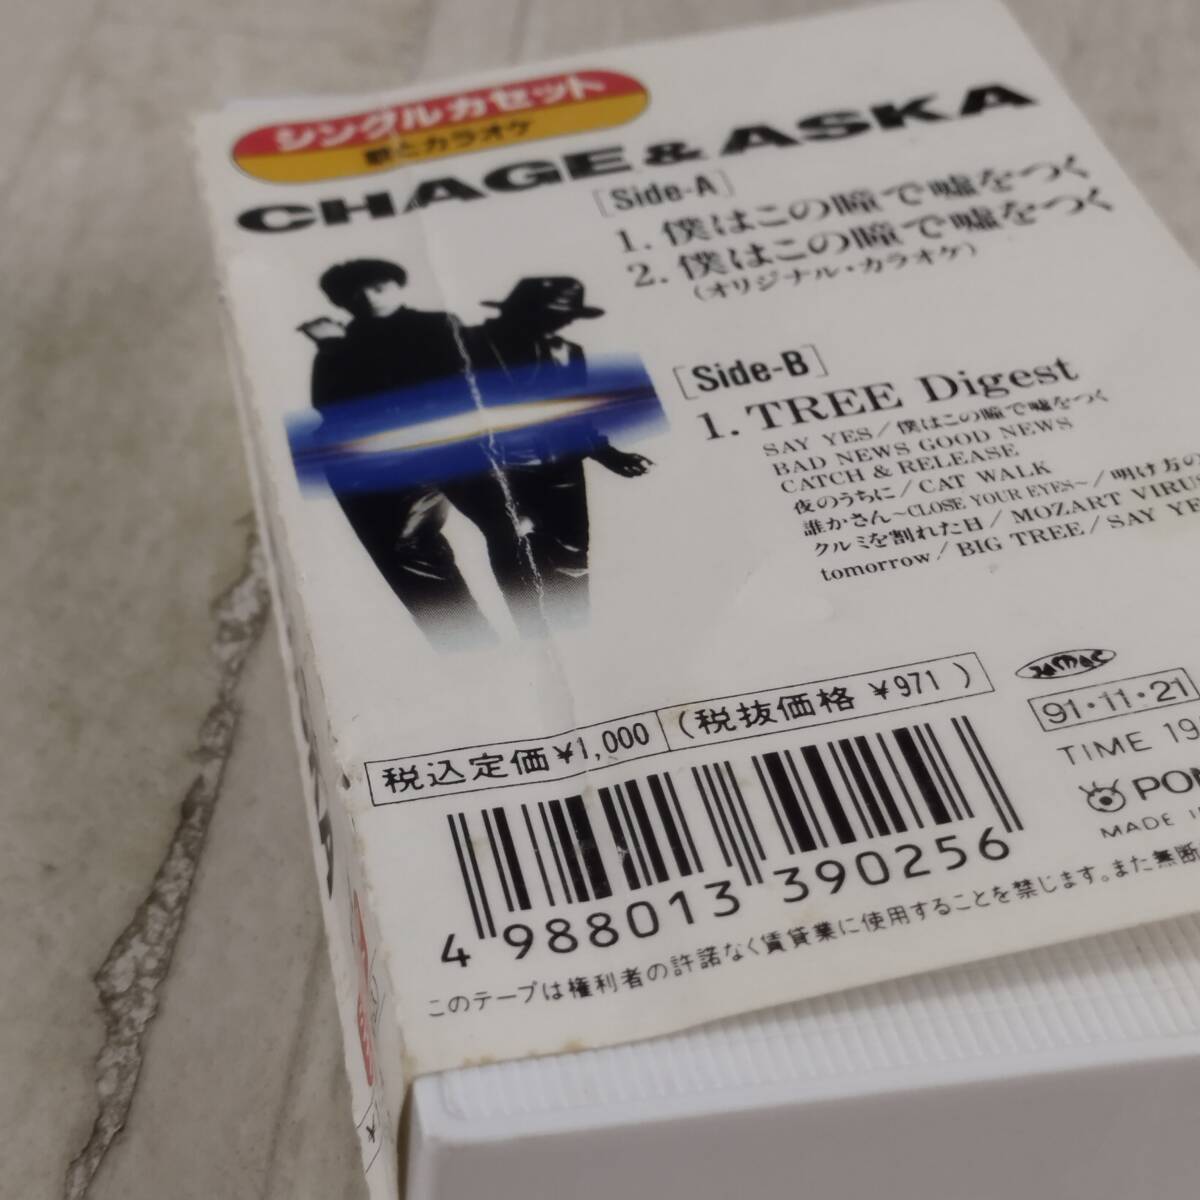 シングルカセット
歌とカラオケ
CHAGE & ASKA
[Side-A]
1. 僕はこの瞳で嘘をつく
2. 僕はこの瞳で嘘をつく
(オリジナル・カラオケ)
[Side-B]
1. TREE Digest
SAY YES/僕はこの瞳で嘘をつく
BAD NEWS GOOD NEWS
CATCH & RELEASE
夜のうちに/CAT WALK
誰かさん~CLOSE YOUR EYES~/明け方の
クルミを割れた日/MOZART VIRUS
tomorrow/BIG TREE/SAY YE
税込定価¥1,000 (税抜価格 ¥971)
91・11・21
TIME 19
PON
MADE I
4 988013 390256
このテープは権利者の許諾なく賃貸業に使用することを禁じます。また無断